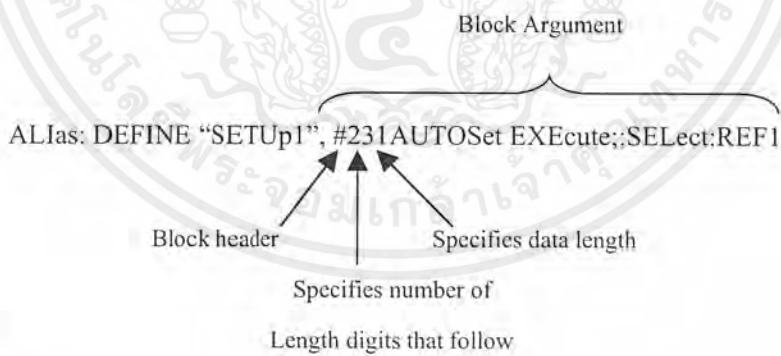 Block Argument
ALIas: DEFINE “SETUp1”, #231AUTOSet EXEcute;:SELect:REF1
Block header
Specifies data length
Specifies number of
Length digits that follow